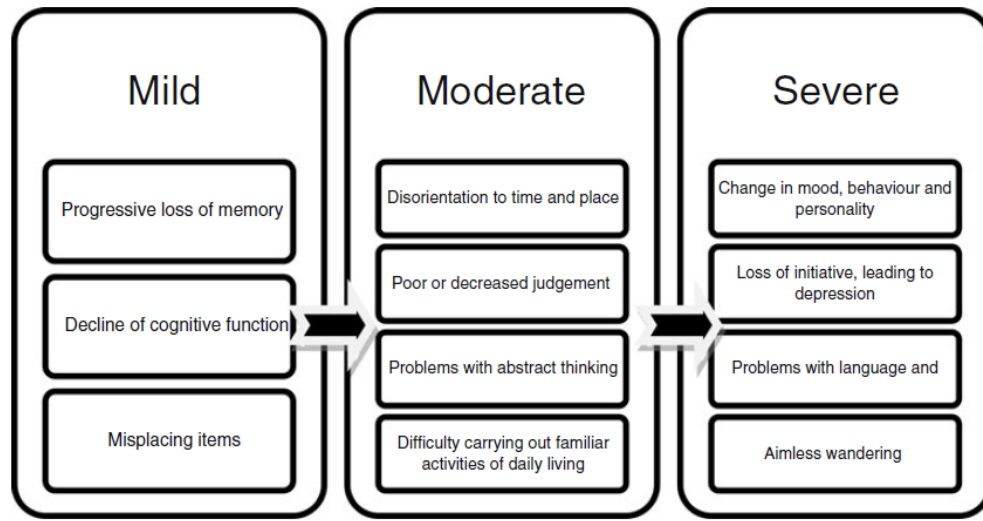 Mild
Progressive loss of memory
Decline of cognitive function
Misplacing items
Moderate
Disorientation to time and place
Poor or decreased judgement
Problems with abstract thinking
Difficulty carrying out familiar
activities of daily living
Severe
Change in mood, behaviour and
personality
Loss of initiative, leading to
depression
Problems with language and
Aimless wandering